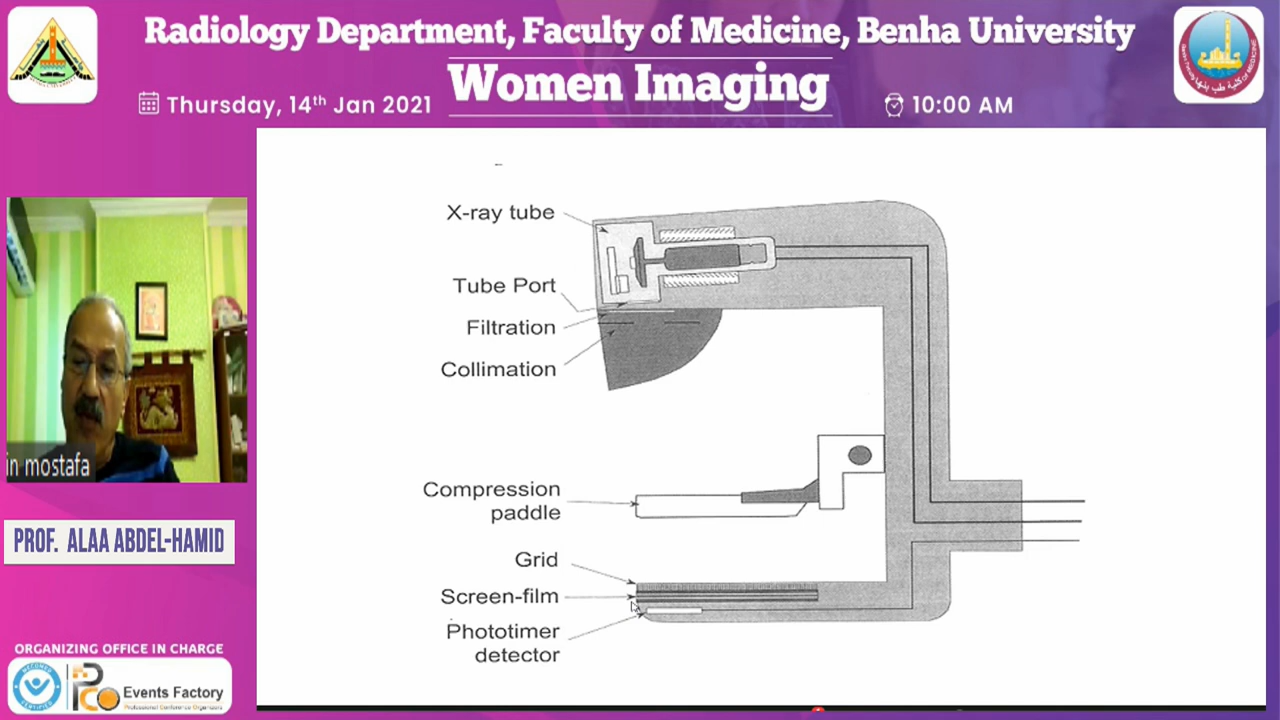 Radiology Department, Faculty of Medicine, Benha University
Women Imaging
Thursday, 14th Jan 2021
10:00 AM
X-ray tube
Tube Port
Filtration
Collimation
Compression
paddle
Grid
Screen-film
Phototimer
detector
in mostafa
PROF. ALAA ABDEL-HAMID
ORGANIZING OFFICE IN CHARGE
PCO
Events Factory
Professional Conference Organizers